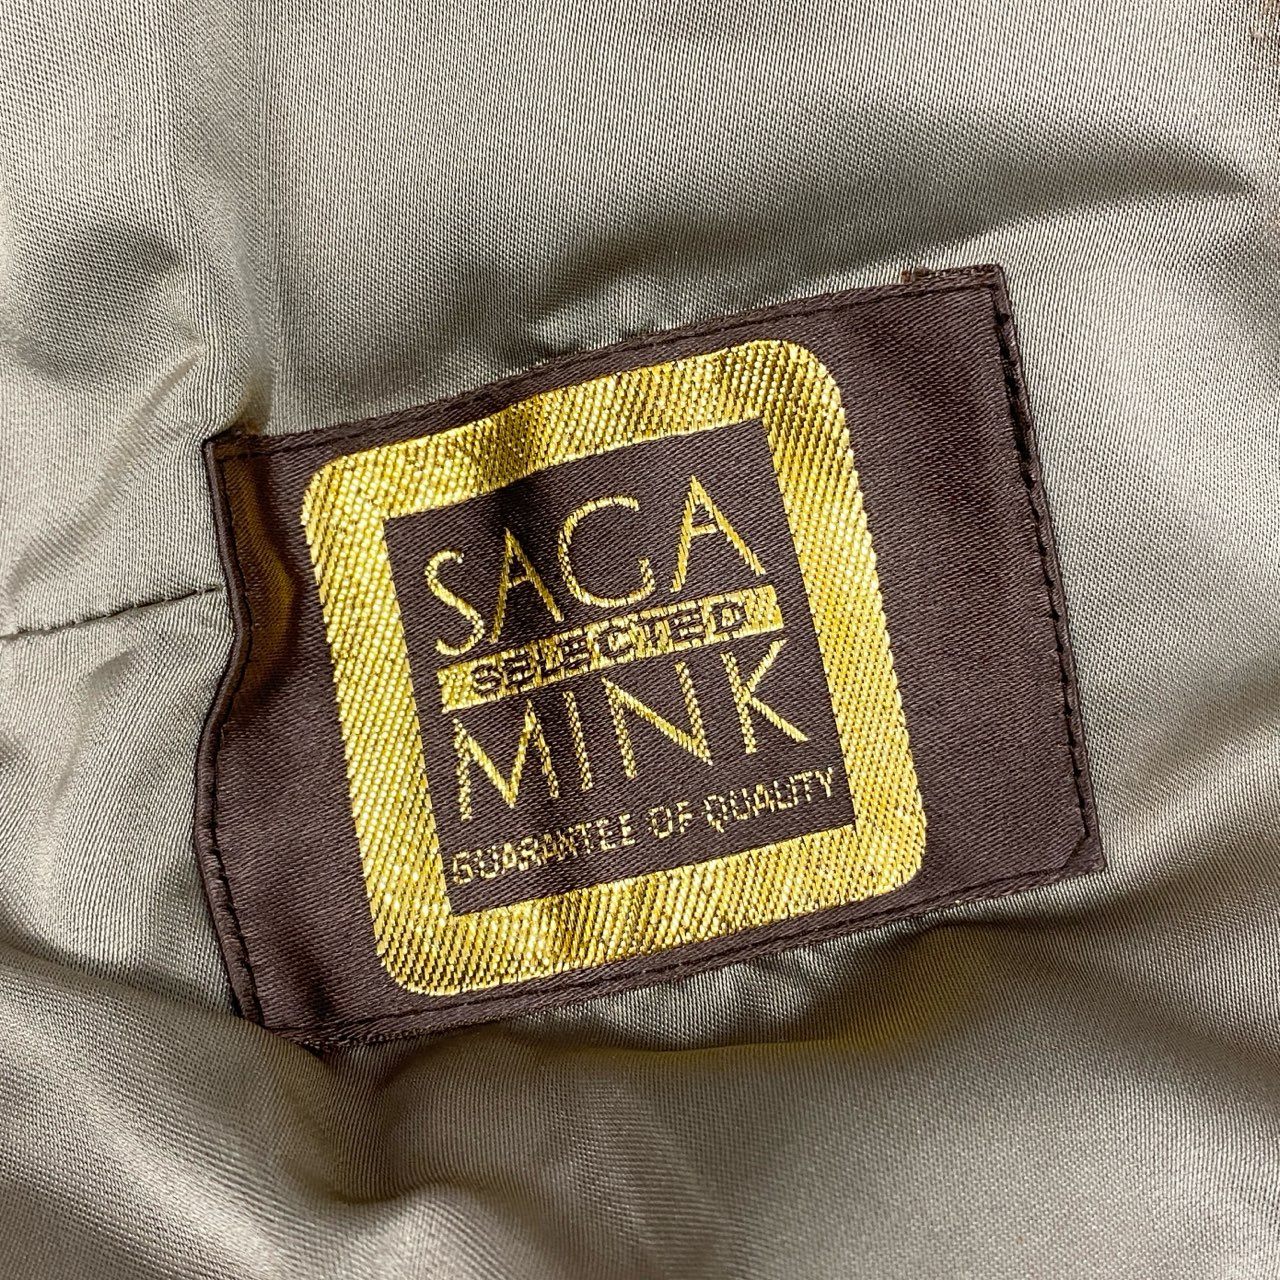 SAGA
SELECTED
MINK
GUARANTEE OF QUALITY